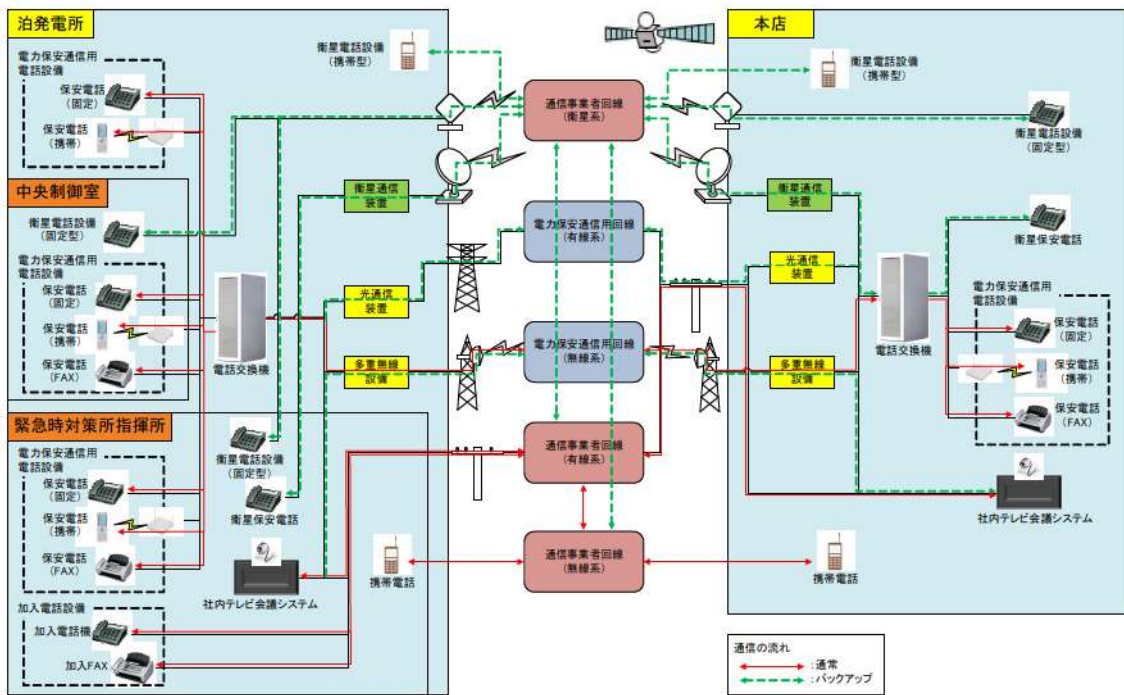 泊発電所
電力保安通信用
電話設備
保安電話
(固定)
保安電話
(携帯)
中央制御室
衛星電話設備
(固定型)
電力保安通信用
電話設備
保安電話
(固定)
保安電話
(携帯)
保安電話
(FAX)
電話交換機
緊急時対策所指揮所
電力保安通信用
電話設備
保安電話
(固定)
保安電話
(携帯)
保安電話
(FAX)
衛星電話設備
(固定型)
衛星保安電話
社内テレビ会議システム
加入電話設備
加入電話機
加入FAX
衛星電話設備
(携帯型)
衛星通信
装置
光通信
装置
多重無線
設備
携帯電話
通信事業者回線
(衛星系)
電力保安通信用回線
(有線系)
電力保安通信用回線
(無線系)
通信事業者回線
(有線系)
通信事業者回線
(無線系)
本店
衛星電話設備
(携帯型)
衛星電話設備
(固定型)
衛星通信
装置
衛星保安電話
光通信
装置
電話交換機
電力保安通信用
電話設備
保安電話
(固定)
保安電話
(携帯)
保安電話
(FAX)
多重無線
設備
社内テレビ会議システム
携帯電話
通信の流れ
:通常
:バックアップ